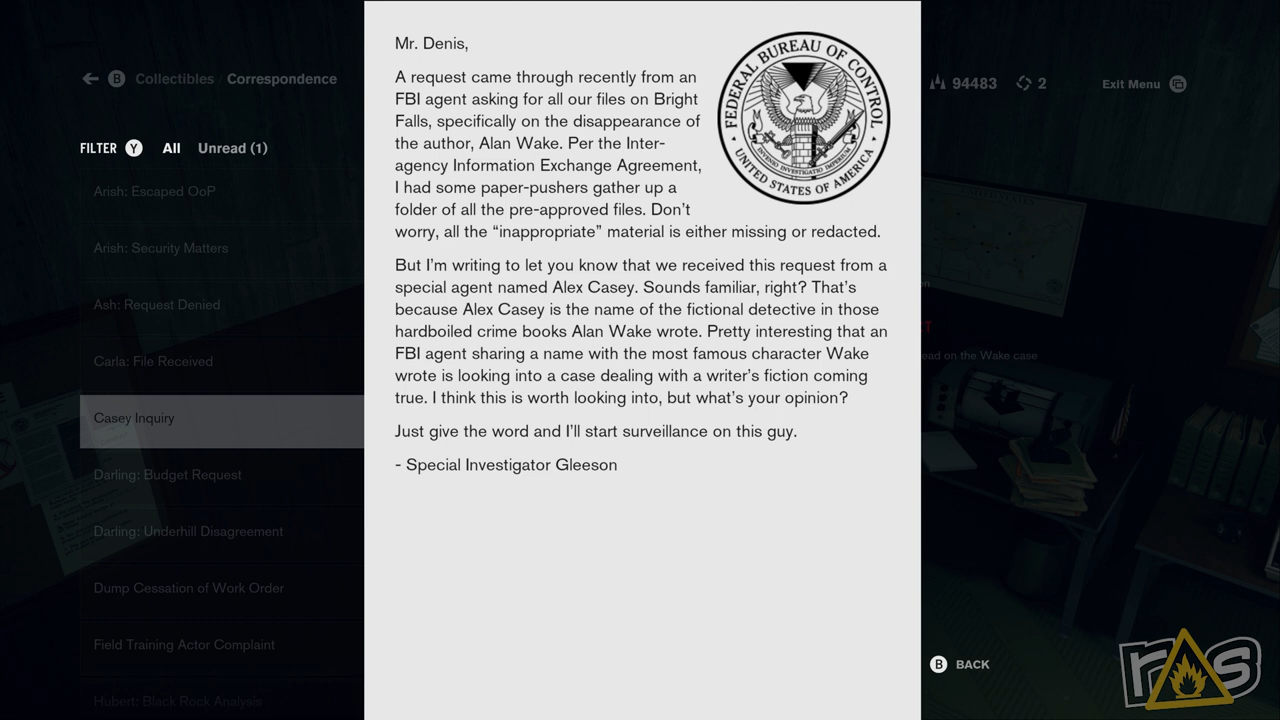 B Collectibles / Correspondence
94483
2
Exit Menu
FILTER Y All Unread (1)
Arish: Escaped OoP
Arish: Security Matters
Ash: Request Denied
Carla: File Received
Casey Inquiry
Darling: Budget Request
Darling: Underhill Disagreement
Dump Cessation of Work Order
Field Training Actor Complaint
Hubert: Black Rock Analysis
Mr. Denis,
A request came through recently from an
FBI agent asking for all our files on Bright
Falls, specifically on the disappearance of
the author, Alan Wake. Per the Inter-
agency Information Exchange Agreement,
I had some paper-pushers gather up a
folder of all the pre-approved files. Don't
worry, all the “inappropriate” material is either missing or redacted.
But I'm writing to let you know that we received this request from a
special agent named Alex Casey. Sounds familiar, right? That's
because Alex Casey is the name of the fictional detective in those
hardboiled crime books Alan Wake wrote. Pretty interesting that an
FBI agent sharing a name with the most famous character Wake
wrote is looking into a case dealing with a writer's fiction coming
true. I think this is worth looking into, but what's your opinion?
Just give the word and I'll start surveillance on this guy.
- Special Investigator Gleeson
FEDERAL BUREAU OF CONTROL
INVENIO INVESTIGATIO IMPERIUM
UNITED STATES OF AMERICA
ead on the Wake case
B BACK
ras